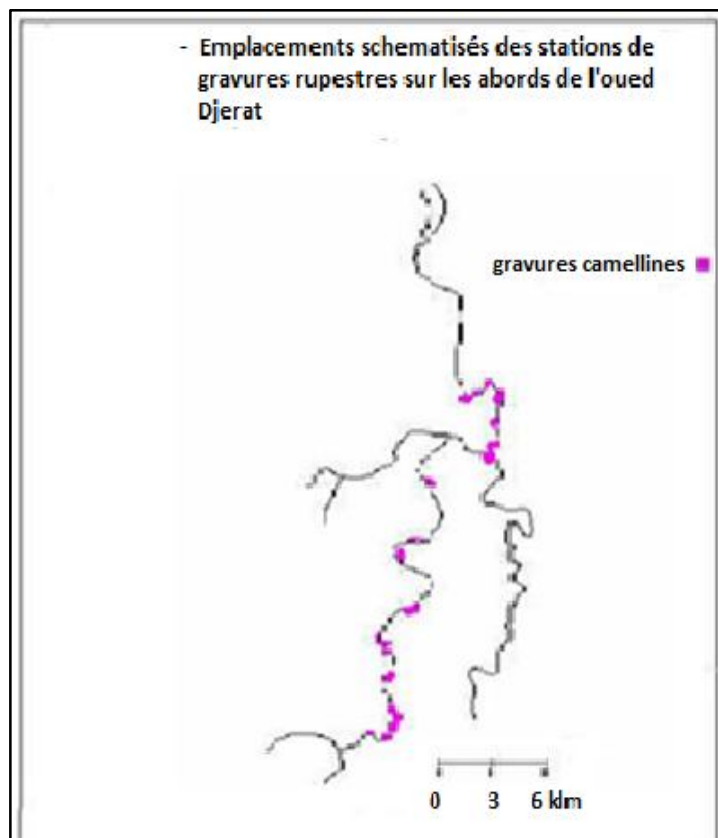 - Emplacements schematisés des stations de
gravures rupestres sur les abords de l'oued
Djerat
gravures camellines
0 3 6 klm